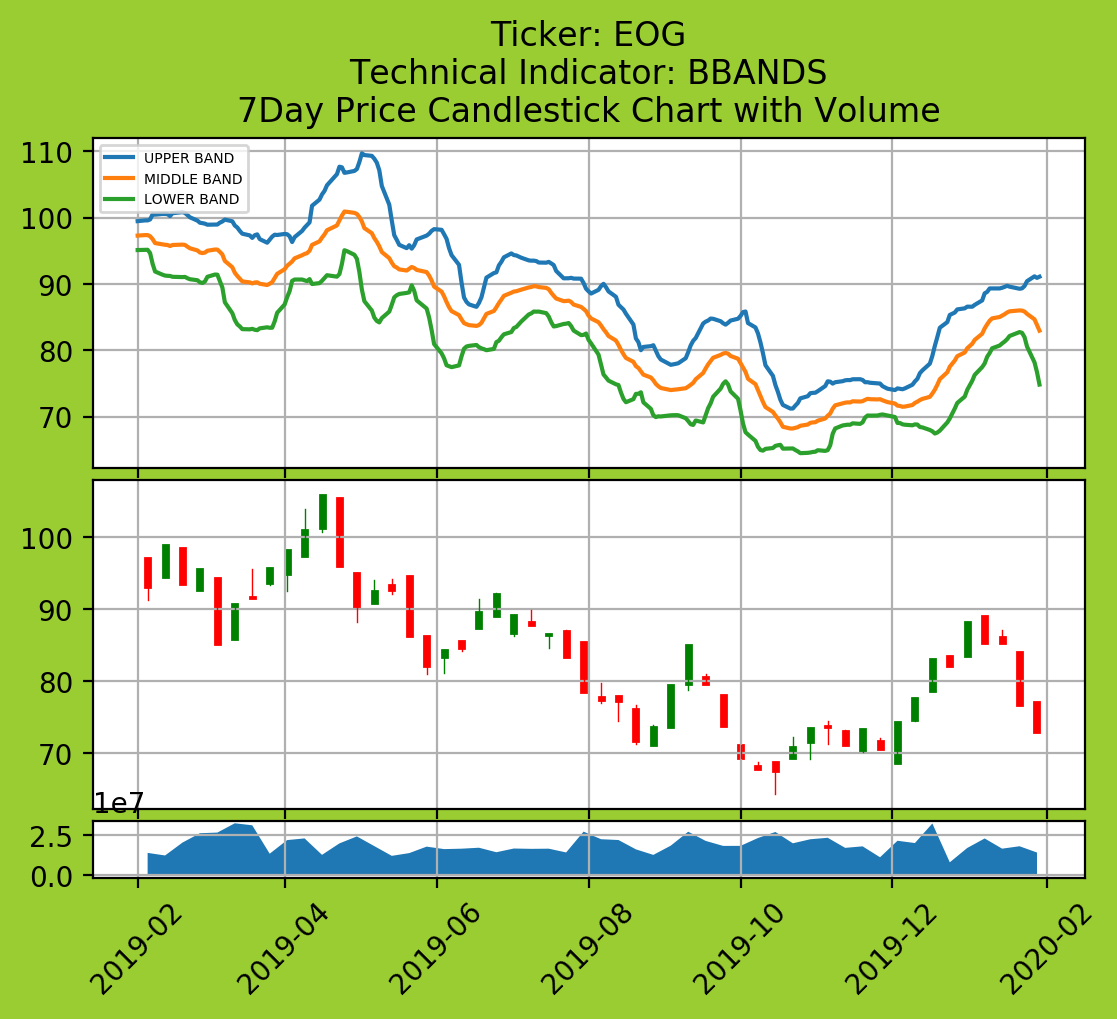 Ticker: EOG
Technical Indicator: BBANDS
7Day Price Candlestick Chart with Volume
110
100
90
80
70
UPPER BAND
MIDDLE BAND
LOWER BAND
100
90
80
70
1e7
2.5
0.0
2019-02
2019-04
2019-06
2019-08
2019-10
2019-12
2020-02